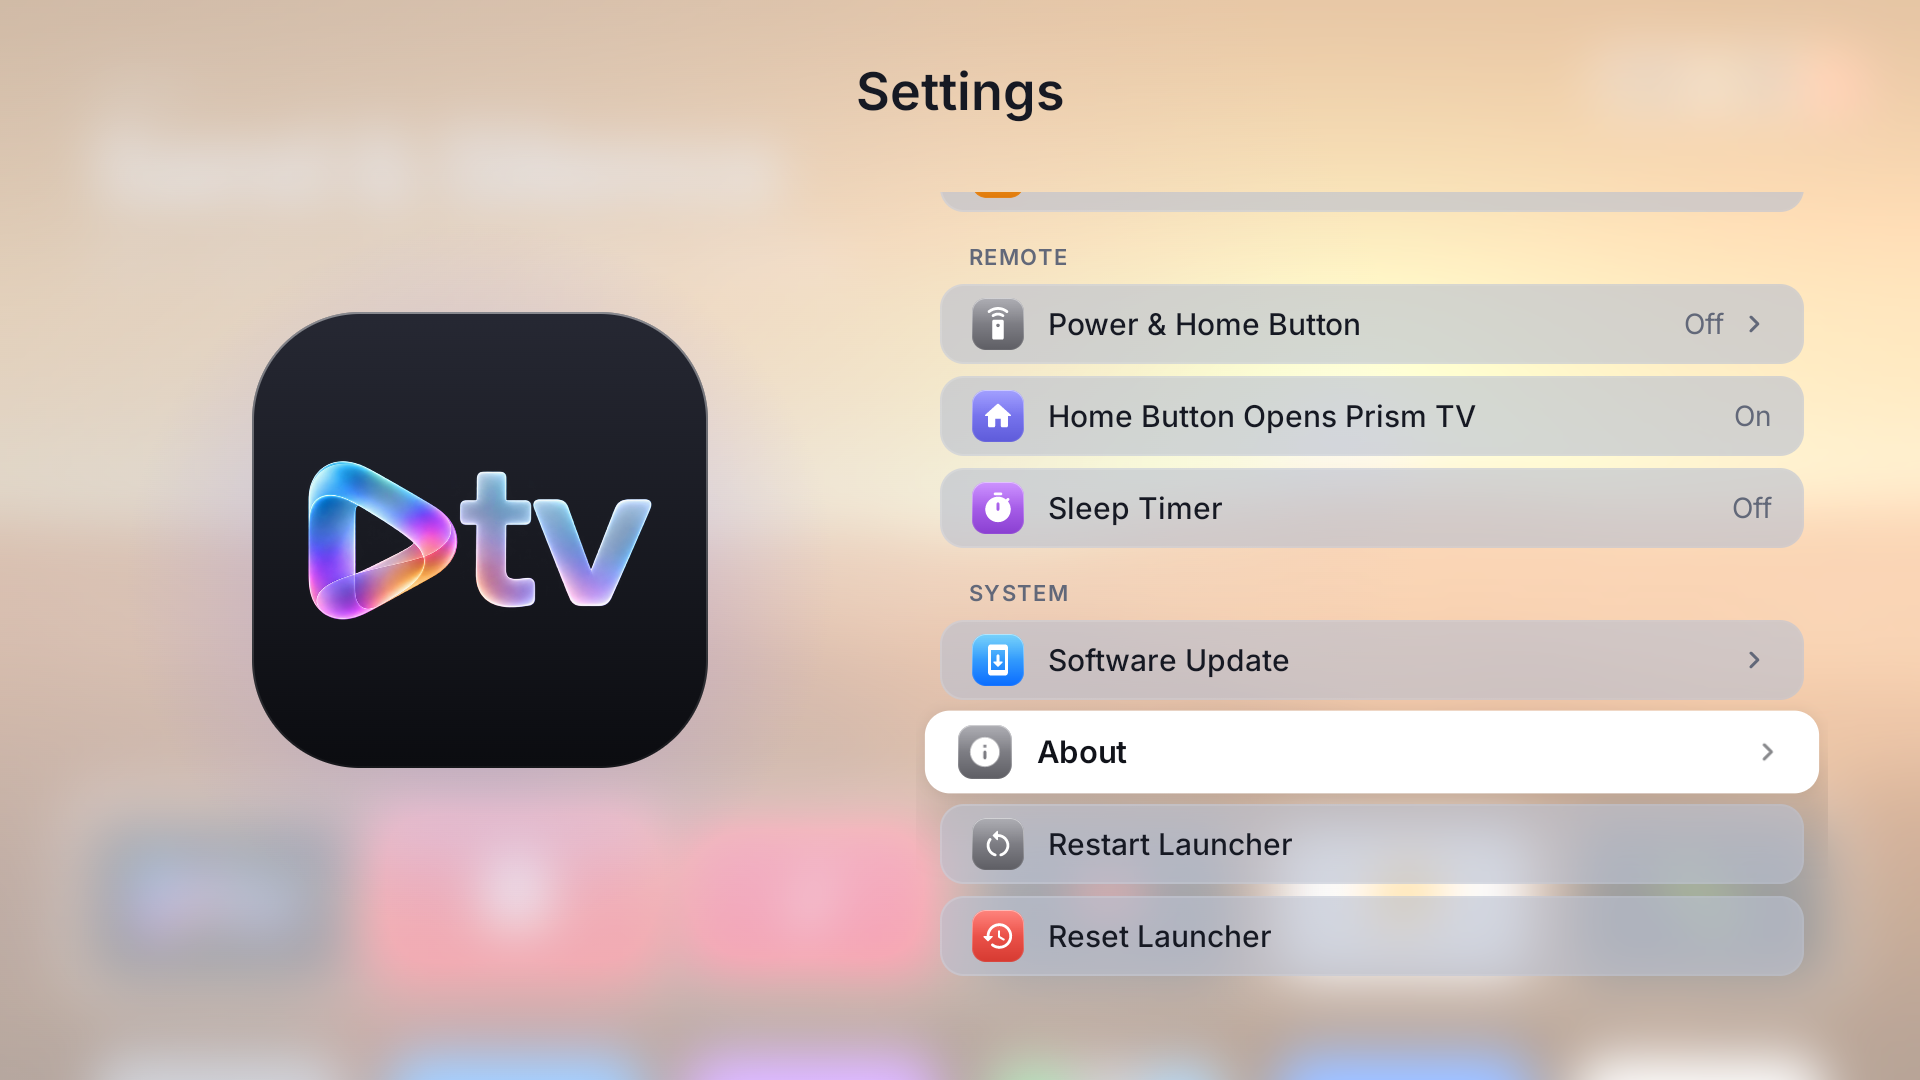 Settings
REMOTE
Power & Home Button Off
Home Button Opens Prism TV On
Sleep Timer Off
SYSTEM
Software Update
About
Restart Launcher
Reset Launcher
tv